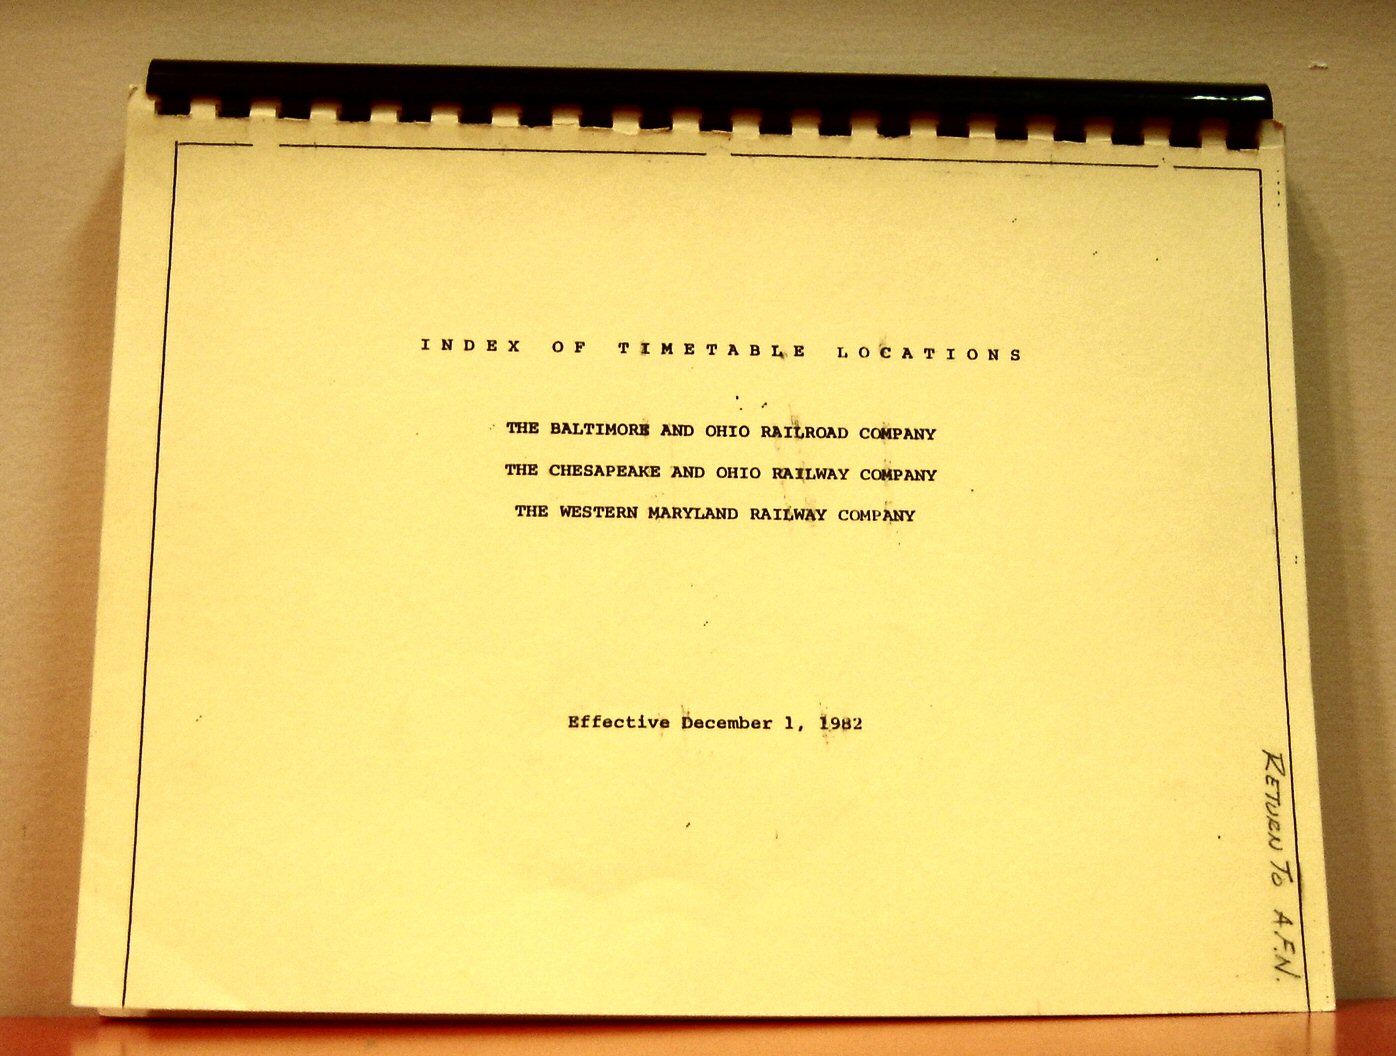 INDEX OF TIMETABLE LOCATIONS
THE BALTIMORE AND OHIO RAILROAD COMPANY
THE CHESAPEAKE AND OHIO RAILWAY COMPANY
THE WESTERN MARYLAND RAILWAY COMPANY
Effective December 1, 1982
RETURN TO A.F.N.